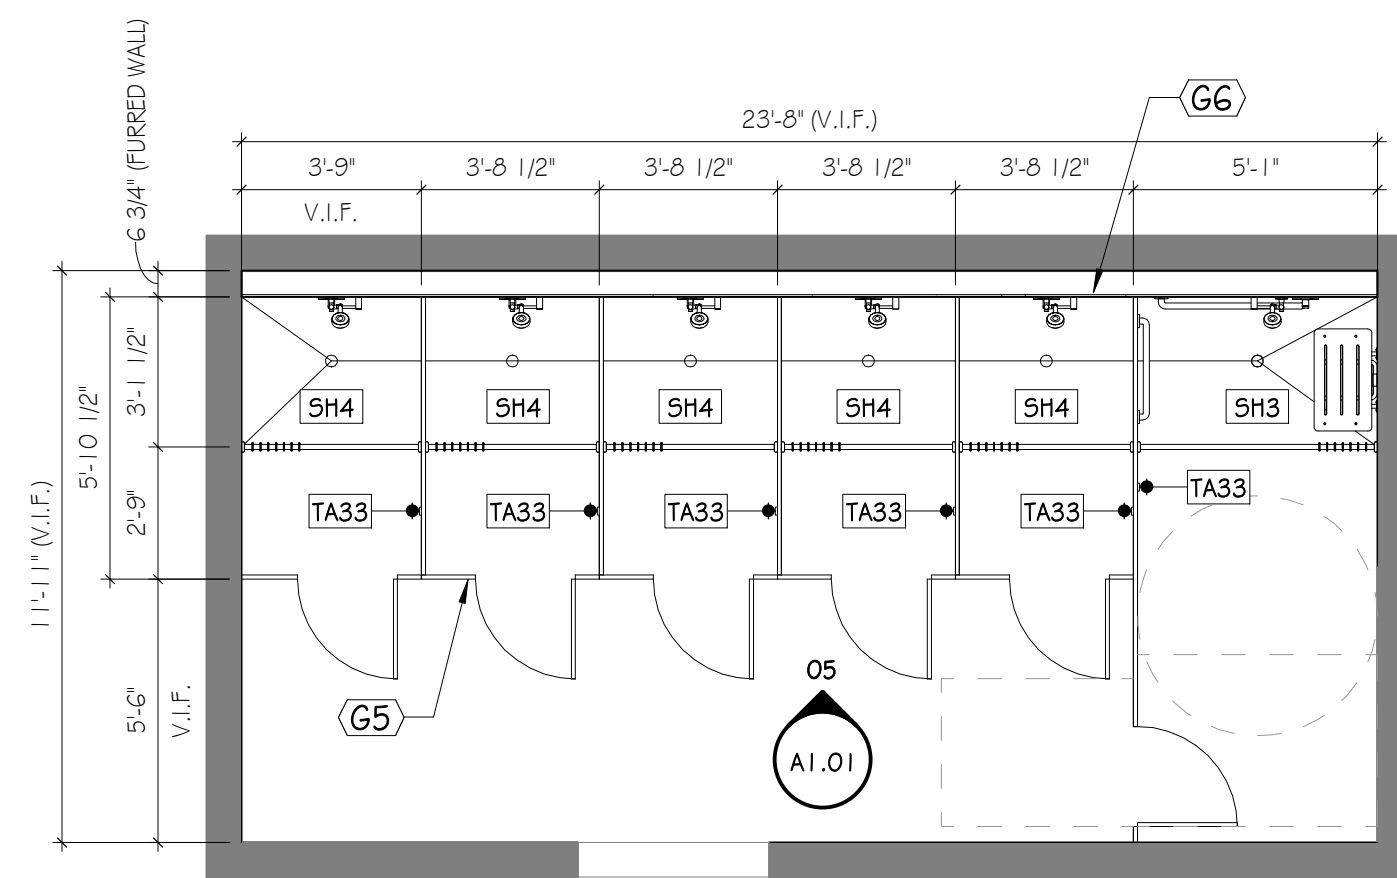 G6
23'-8" (V.I.F.)
3'-9"
3'-8 1/2"
3'-8 1/2"
3'-8 1/2"
3'-8 1/2"
5'-1"
V.I.F.
6 3/4" (FURRED WALL)
3'-1 1/2"
5'-10 1/2"
2'-9"
11'-11" (V.I.F.)
5'-6"
V.I.F.
SH4
SH4
SH4
SH4
SH4
SH3
TA33
TA33
TA33
TA33
TA33
TA33
G5
05
A1.01